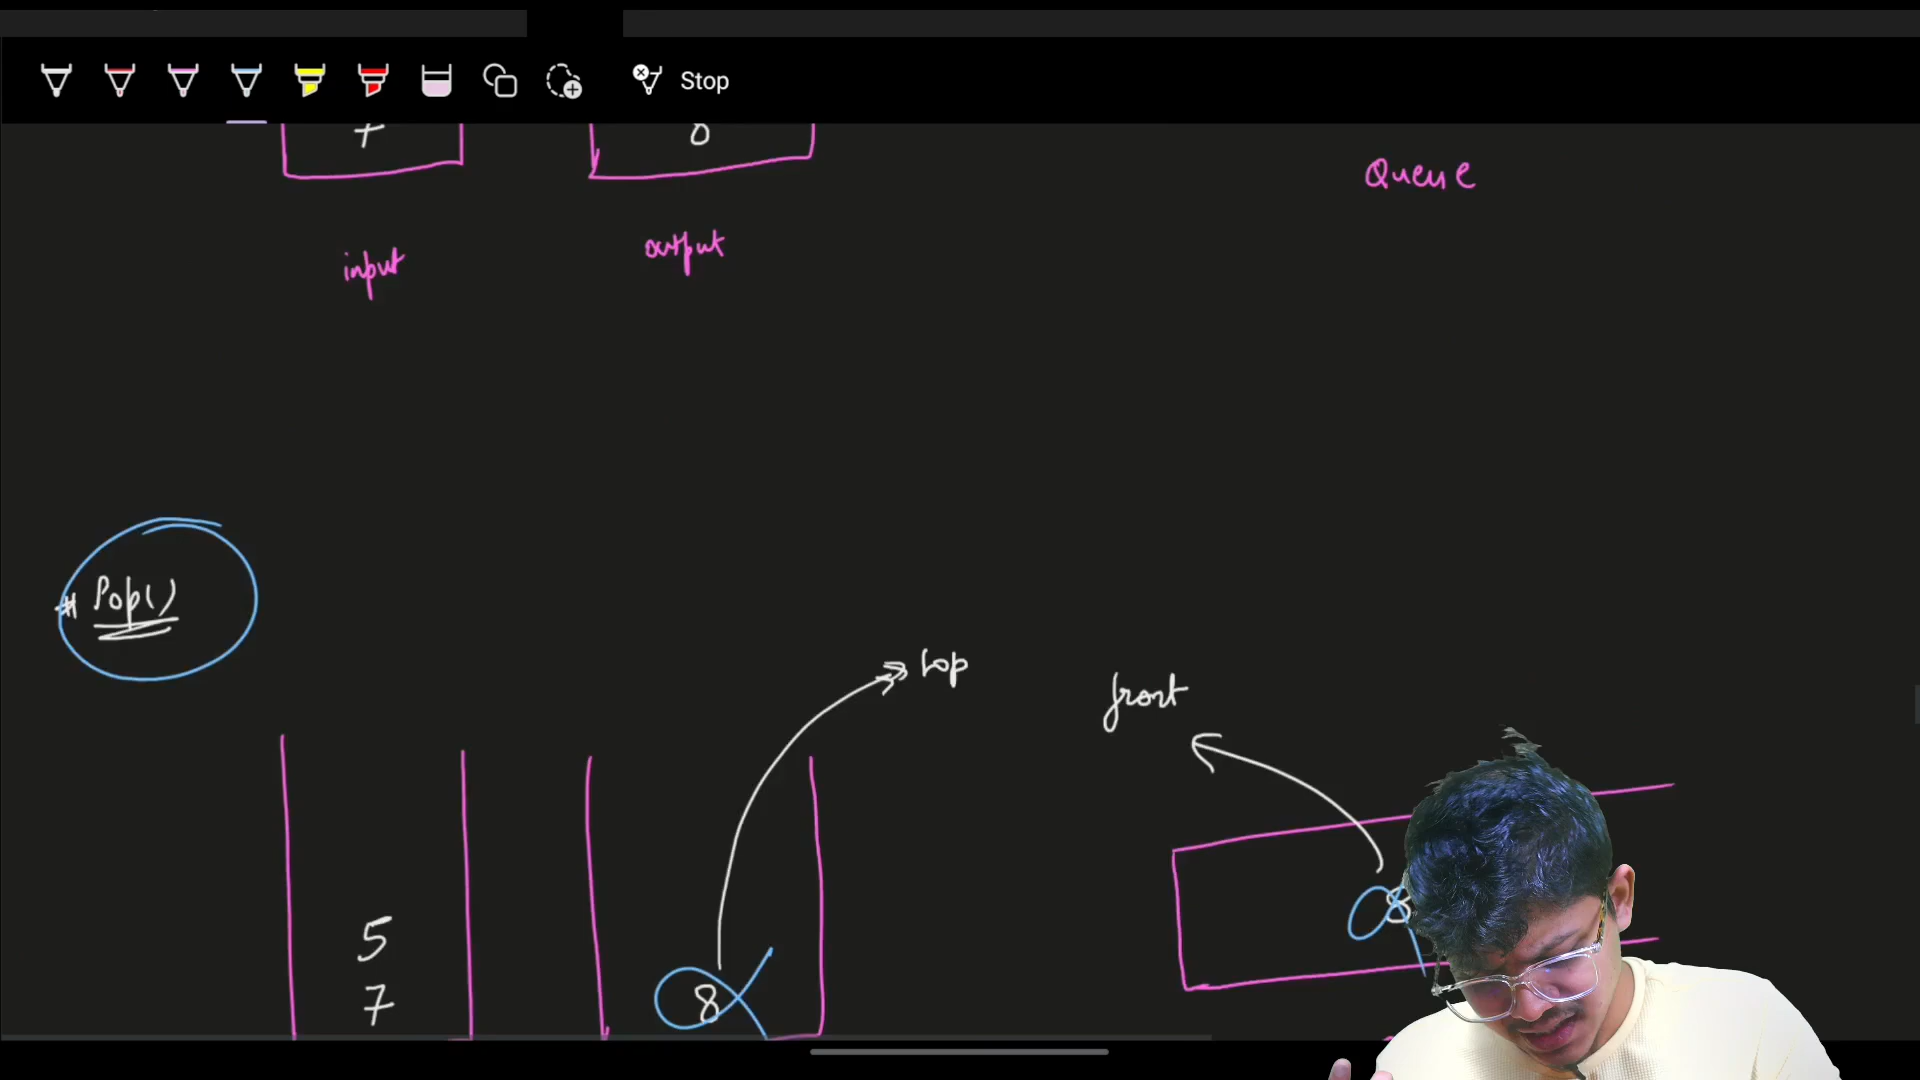 Stop
7
8
Queue
input
output
# Pop()
top
front
8
5
7
8